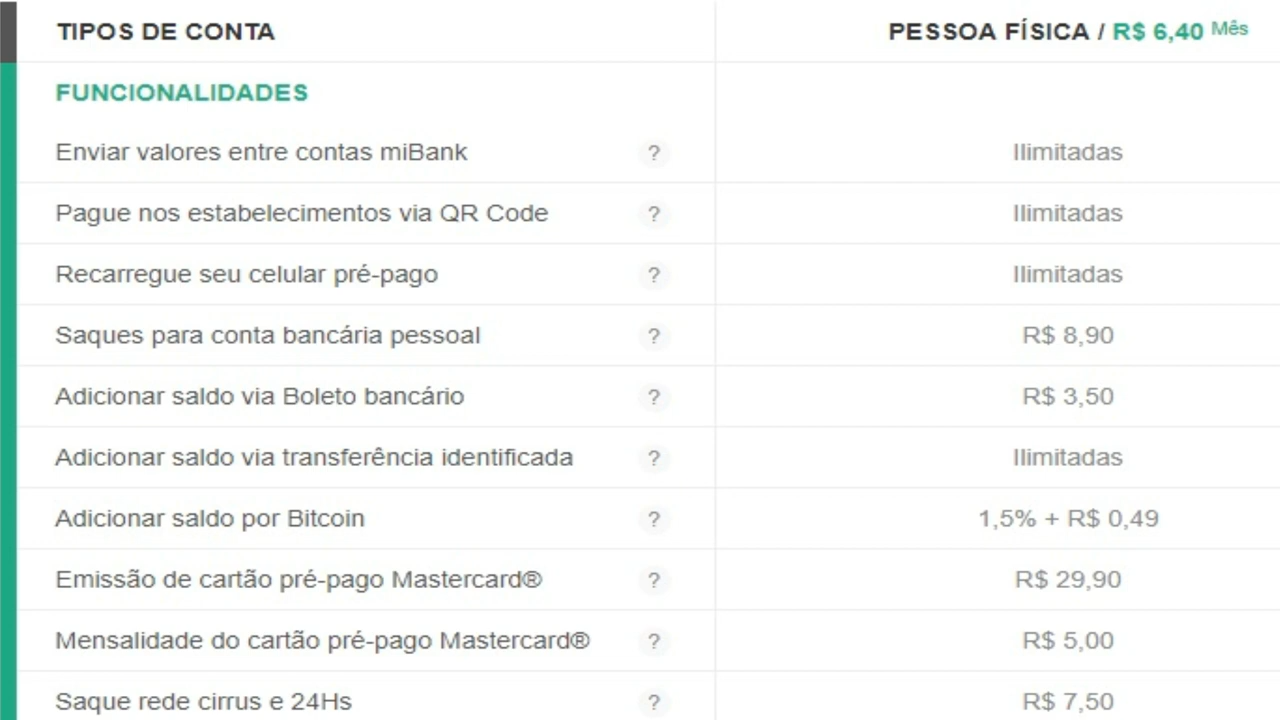 TIPOS DE CONTA PESSOA FÍSICA / R$ 6,40 Mês
FUNCIONALIDADES
Enviar valores entre contas miBank ? Ilimitadas
Pague nos estabelecimentos via QR Code ? Ilimitadas
Recarregue seu celular pré-pago ? Ilimitadas
Saques para conta bancária pessoal ? R$ 8,90
Adicionar saldo via Boleto bancário ? R$ 3,50
Adicionar saldo via transferência identificada ? Ilimitadas
Adicionar saldo por Bitcoin ? 1,5% + R$ 0,49
Emissão de cartão pré-pago Mastercard® ? R$ 29,90
Mensalidade do cartão pré-pago Mastercard® ? R$ 5,00
Saque rede cirrus e 24Hs ? R$ 7,50